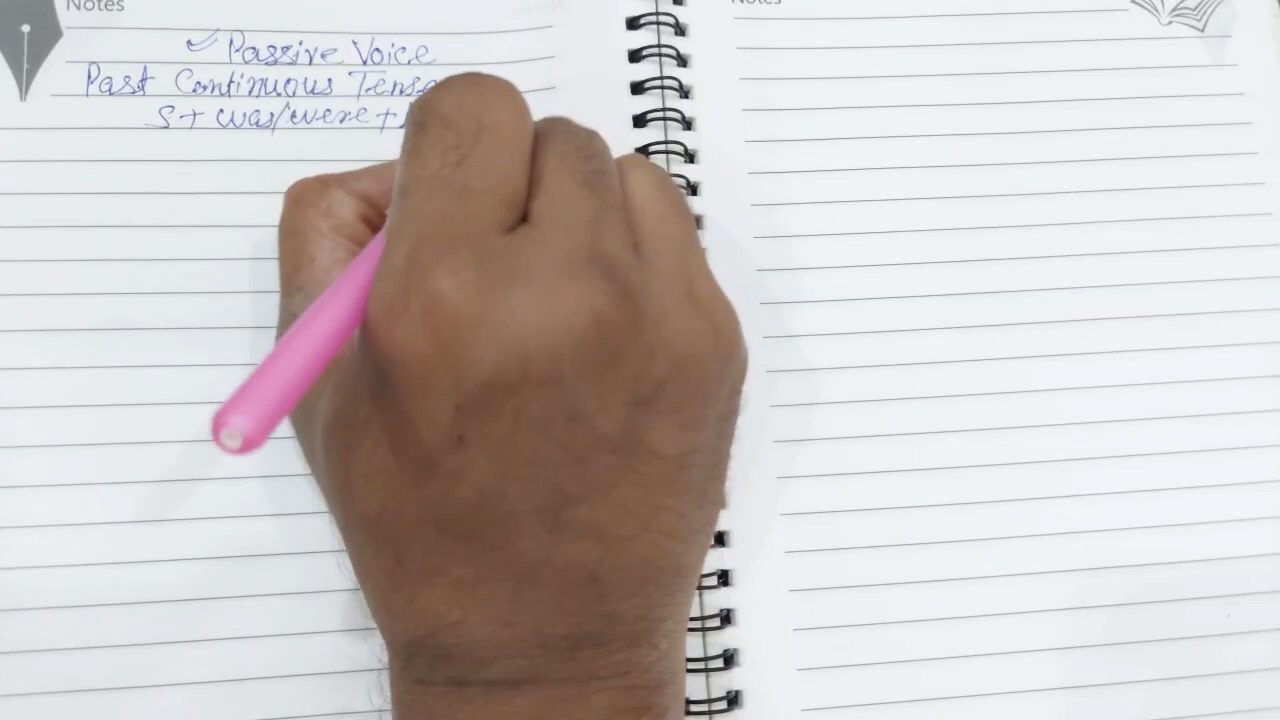 Notes
Notes
Passive Voice
Past Continuous Tense
S + was/were +